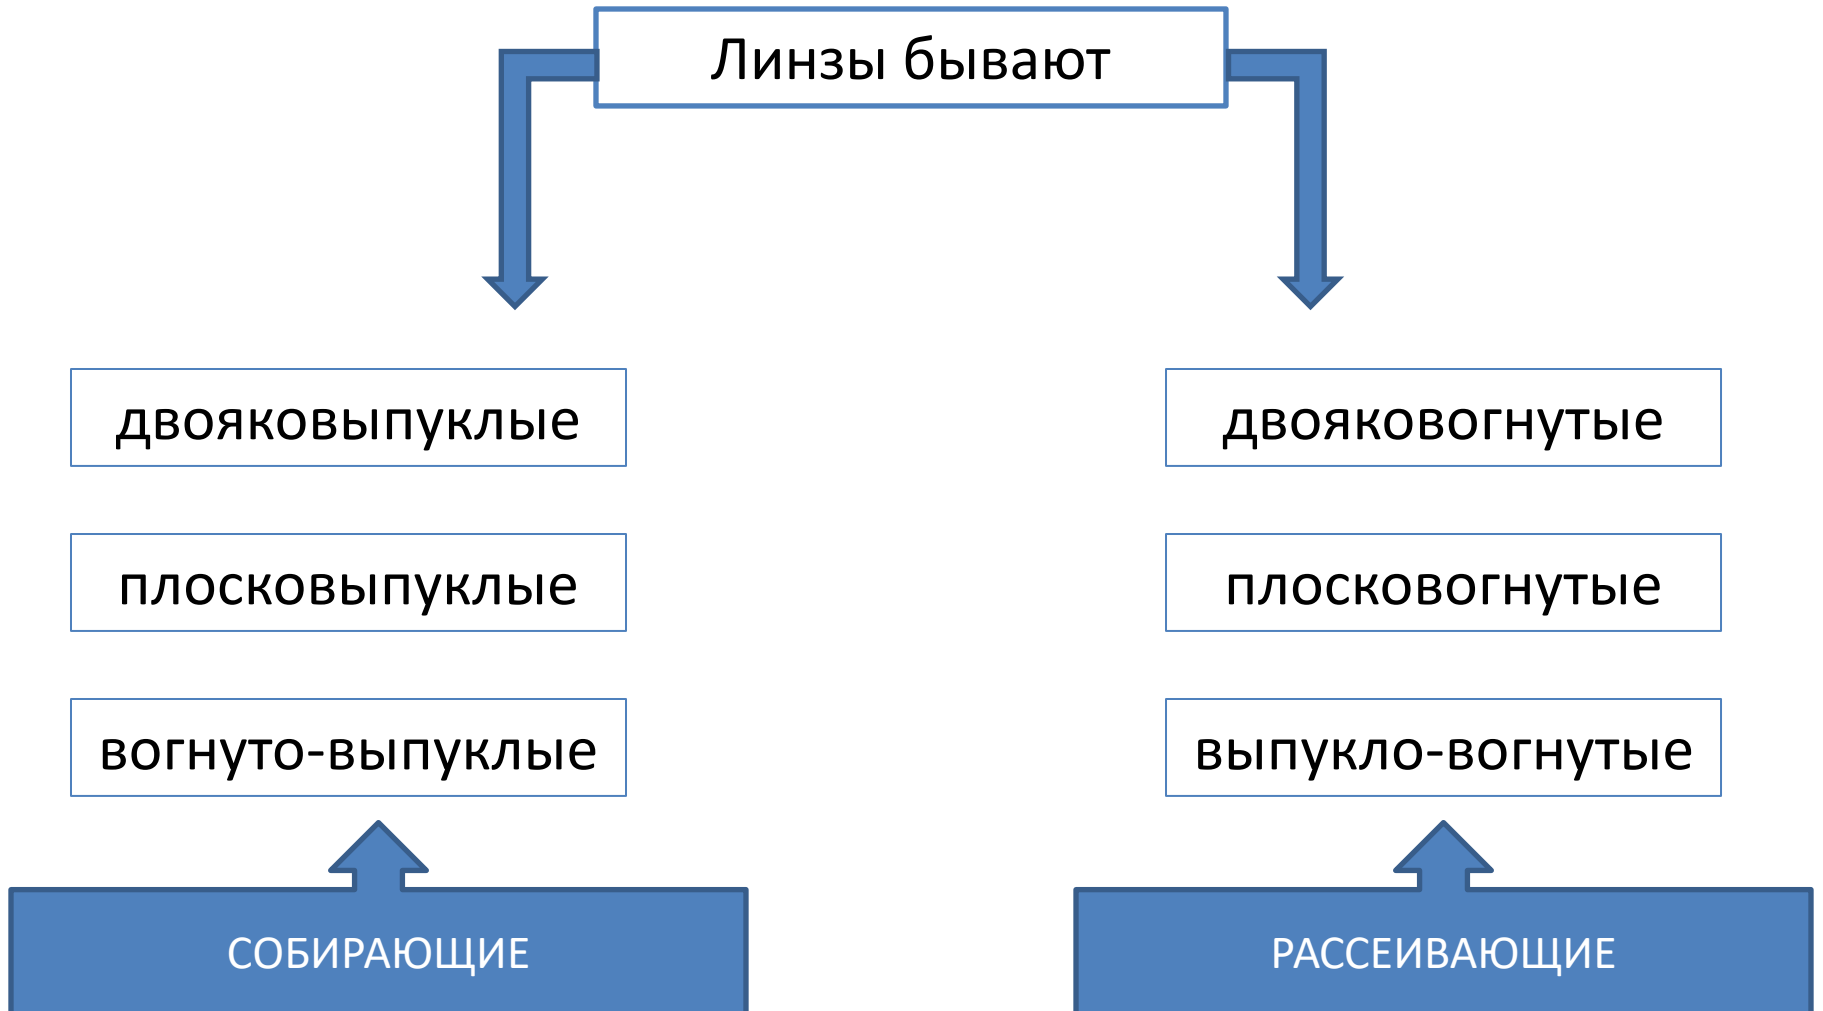 Линзы бывают
двояковыпуклые
двояковогнутые
плосковыпуклые
плосковогнутые
вогнуто-выпуклые
выпукло-вогнутые
СОБИРАЮЩИЕ
РАССЕИВАЮЩИЕ